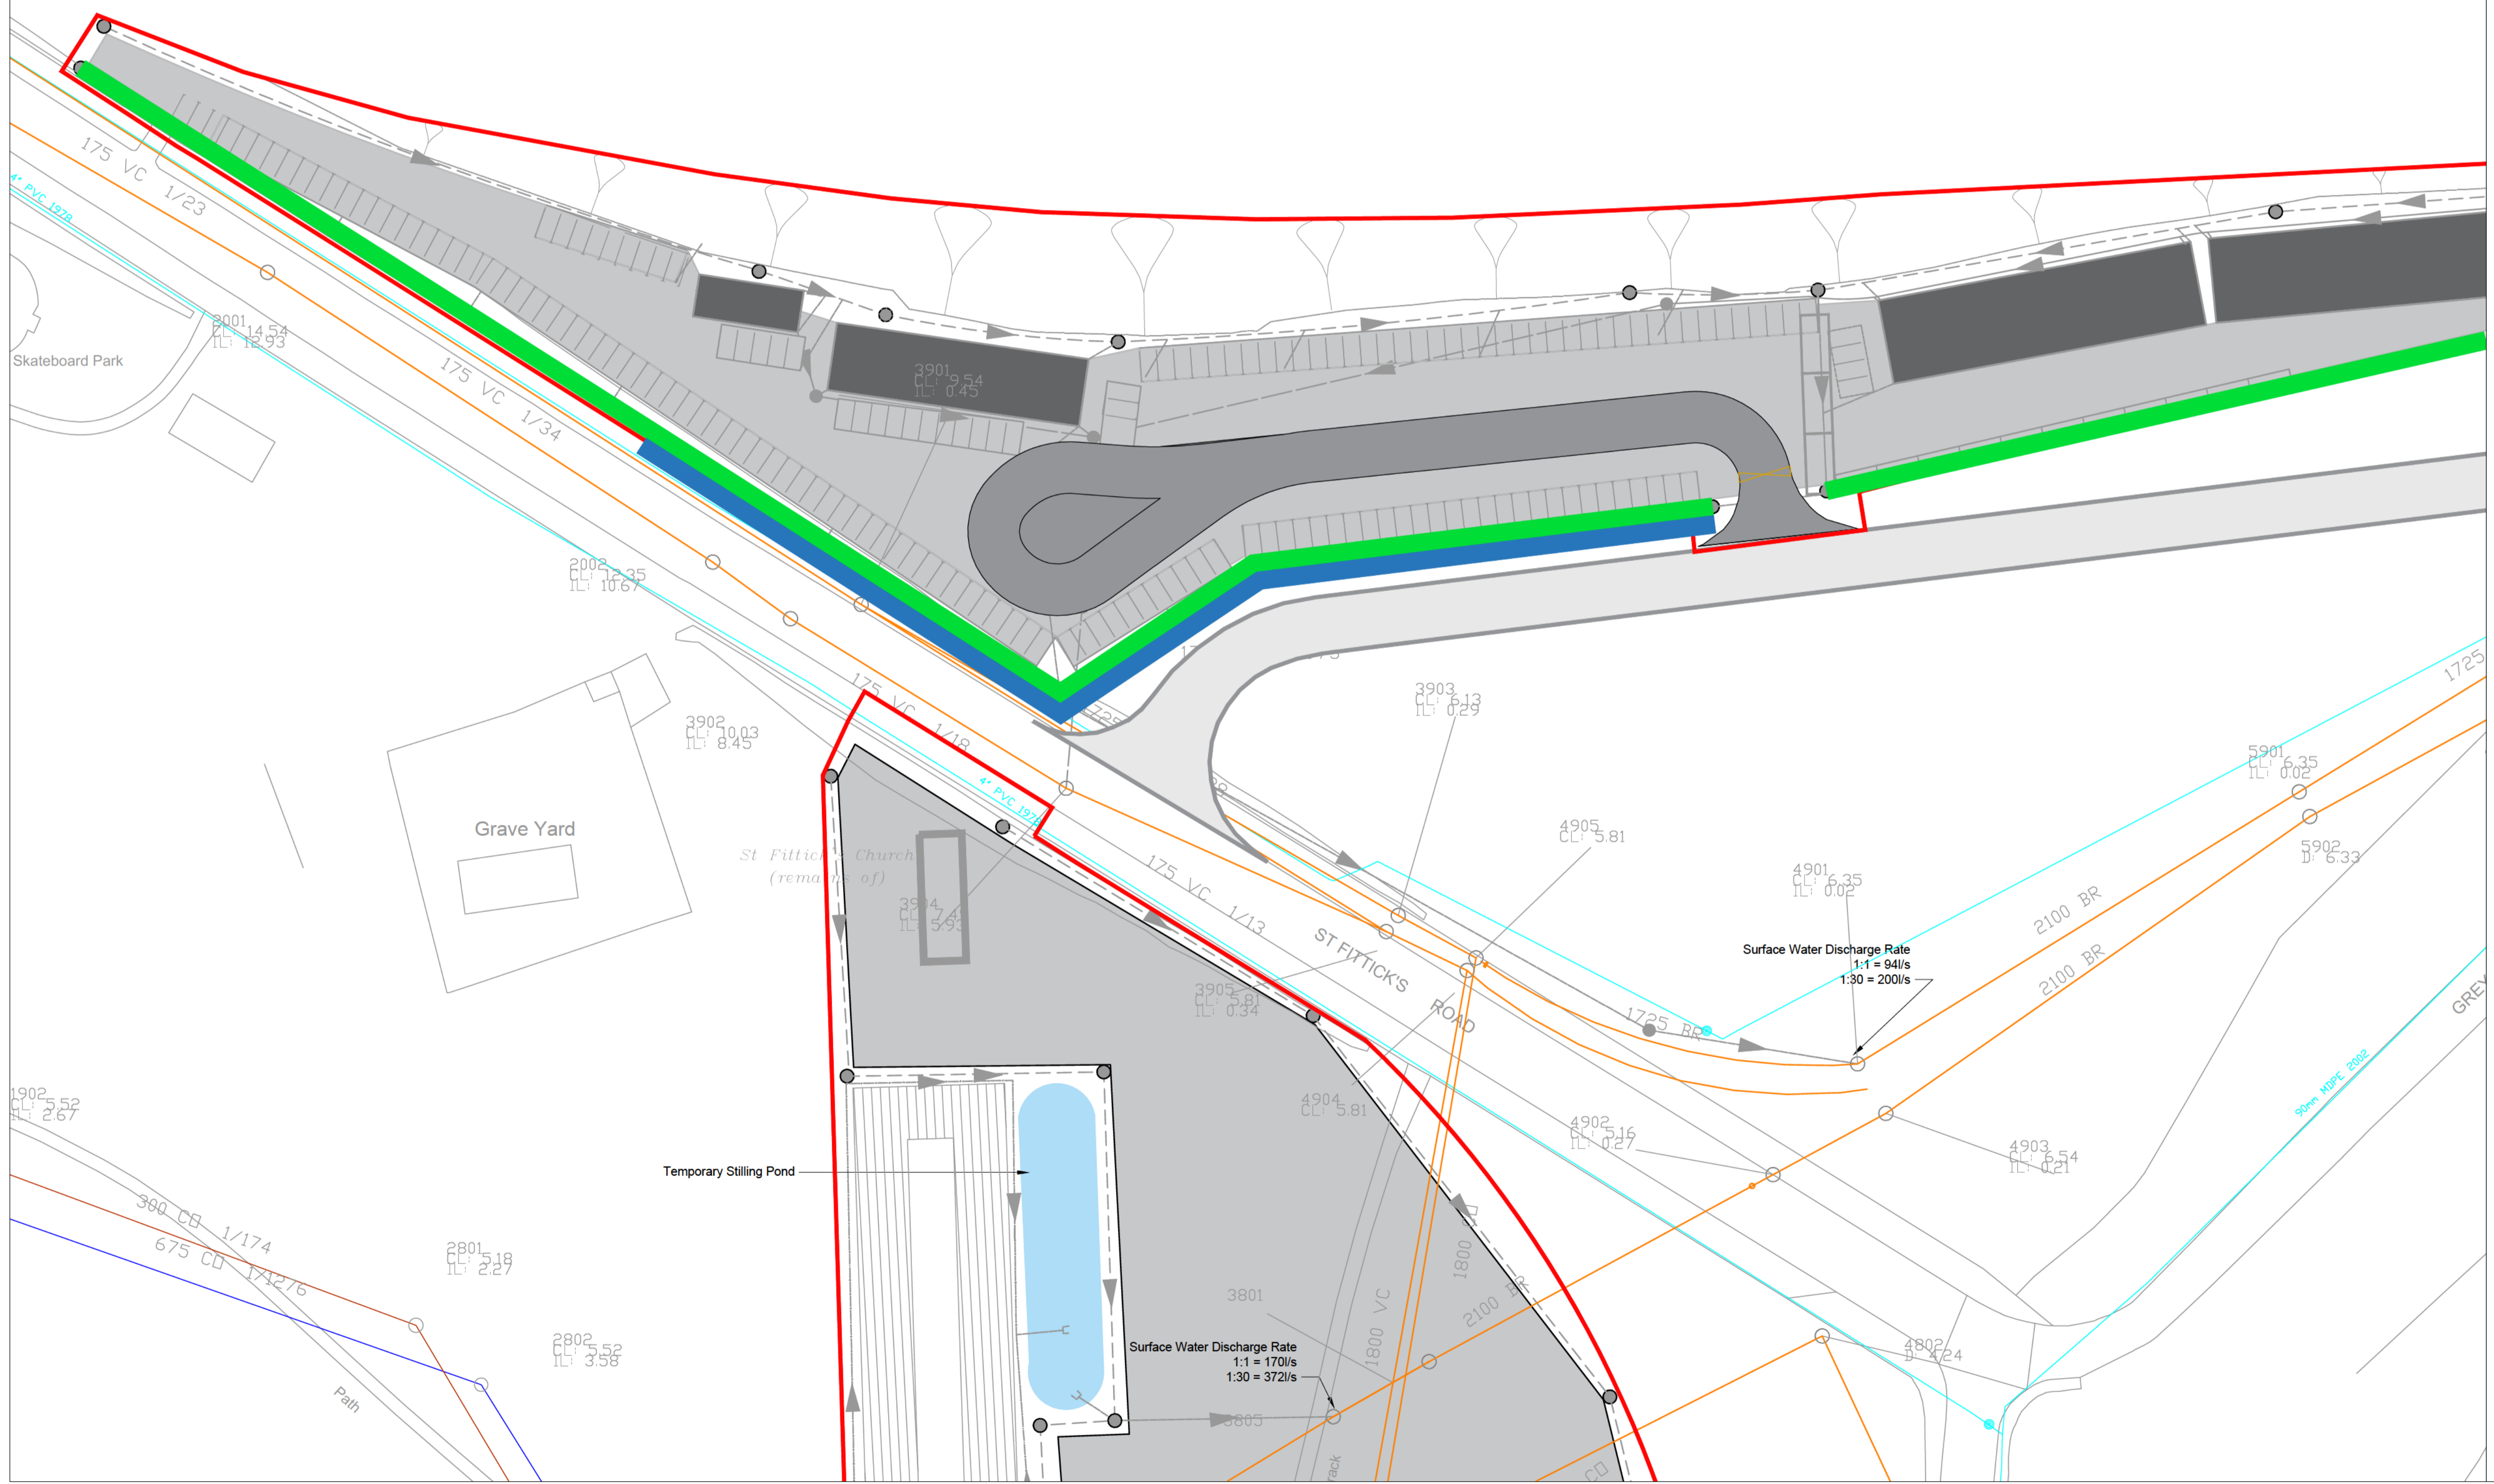 175 VC 1/23
4" PVC 1978
2001
CL: 14.54
IL: 12.93
Skateboard Park
175 VC 1/34
3901
CL: 9.54
IL: 0.45
2002
CL: 12.35
IL: 10.67
3902
CL: 10.03
IL: 8.45
175 VC 1/18
4" PVC 1978
3903
CL: 6.13
IL: 0.29
1725
5901
CL: 6.35
IL: 0.02
5902
D: 6.33
4905
CL: 5.81
4901
CL: 6.35
IL: 0.02
Grave Yard
St Fittick's Church
(remains of)
175 VC 1/13
3904
IL: 5.93
ST FITTICK'S ROAD
2100 BR
2100 BR
Surface Water Discharge Rate
1:1 = 94l/s
1:30 = 200l/s
3905
CL: 5.81
IL: 0.34
1725 BR
90mm MDPE 2002
1902
CL: 5.52
IL: 2.67
4904
CL: 5.81
4902
CL: 5.16
IL: 0.27
4903
CL: 6.54
IL: 0.21
Temporary Stilling Pond
300 CO 1/174
675 CO 1/1276
2801
CL: 5.18
IL: 2.27
2802
CL: 5.52
IL: 3.58
Path
3801
1800 VC
2100 BR
4802
D: 4.24
Surface Water Discharge Rate
1:1 = 170l/s
1:30 = 372l/s
3805